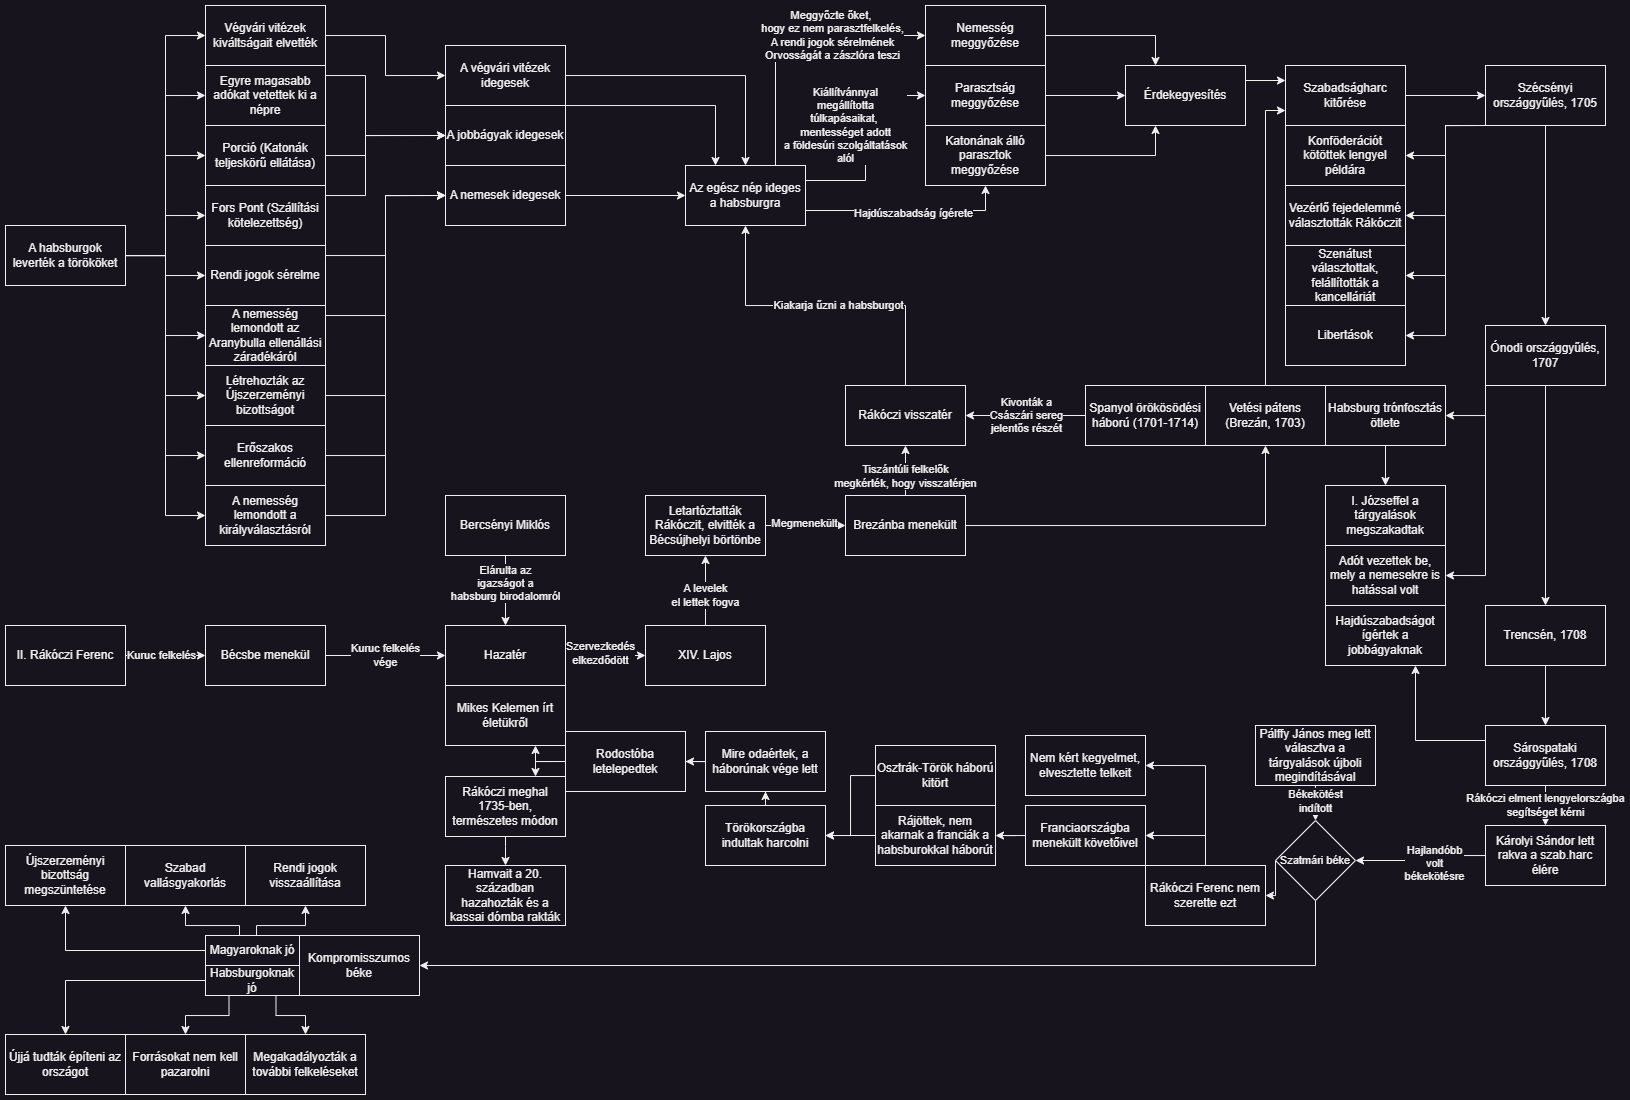 Végvári vitézek
kiváltságait elvették
Egyre magasabb
adókat vetettek ki a
népre
Porció (Katonák
teljeskörű ellátása)
Fors Pont (Szállítási
kötelezettség)
Rendi jogok sérelme
A nemesség
lemondott az
Aranybulla ellenállási
záradékáról
Létrehozták az
Újszerzeményi
bizottságot
Erőszakos
ellenreformáció
A nemesség
lemondott a
királyválasztásról
A habsburgok
leverték a törököket
A végvári vitézek
idegesek
A jobbágyak idegesek
A nemesek idegesek
Az egész nép ideges
a habsburgra
Meggyőzte őket,
hogy ez nem parasztfelkelés,
A rendi jogok sérelmének
Orvosságát a zászlóra teszi
Kiállítvánnyal
megállította
túlkapásaikat,
mentességet adott
a földesúri szolgáltatások
alól
Hajdúszabadság ígérete
Nemesség
meggyőzése
Parasztság
meggyőzése
Katonának álló
parasztok
meggyőzése
Érdekegyesítés
Szabadságharc
kitőrése
Konföderációt
kötöttek lengyel
példára
Vezérlő fejedelemmé
választották Rákóczit
Szenátust
választottak,
felállították a
kancelláriát
Libertások
Szécsényi
országgyűlés, 1705
Ónodi országgyűlés,
1707
Kiakarja űzni a habsburgot
Rákóczi visszatér
Kivonták a
Császári sereg
jelentős részét
Spanyol örökösödési
háború (1701-1714)
Vetési pátens
(Brezán, 1703)
Habsburg trónfosztás
ötlete
I. Józseffel a
tárgyalások
megszakadtak
Adót vezettek be,
mely a nemesekre is
hatással volt
Hajdúszabadságot
ígértek a
jobbágyaknak
Tiszántúli felkelők
megkérték, hogy visszatérjen
Brezánba menekült
Megmenekült
Letartóztatták
Rákóczit, elvitték a
Bécsújhelyi börtönbe
Bercsényi Miklós
Elárulta az
igazságot a
habsburg birodalomról
A levelek
el lettek fogva
II. Rákóczi Ferenc
Kuruc felkelés
Bécsbe menekül
Kuruc felkelés
vége
Hazatér
Szervezkedés
elkezdődött
XIV. Lajos
Trencsén, 1708
Mikes Kelemen írt
életükről
Rodostóba
letelepedtek
Mire odaértek, a
háborúnak vége lett
Rákóczi meghal
1735-ben,
természetes módon
Törökországba
indultak harcolni
Osztrák-Török háború
kitört
Rájöttek, nem
akarnak a franciák a
habsburokkal háborút
Nem kért kegyelmet,
elvesztette telkeit
Franciaországba
menekült követőivel
Rákóczi Ferenc nem
szerette ezt
Pálffy János meg lett
választva a
tárgyalások újboli
megindításával
Békekötést
indított
Szatmári béke
Hajlandóbb
volt
békekötésre
Sárospataki
országgyűlés, 1708
Rákóczi elment lengyelországba
segítséget kérni
Károlyi Sándor lett
rakva a szab.harc
élére
Hamvait a 20.
században
hazahozták és a
kassai dómba rakták
Újszerzeményi
bizottság
megszüntetése
Szabad
vallásgyakorlás
Rendi jogok
visszaállítása
Magyaroknak jó
Habsburgoknak
jó
Kompromisszumos
béke
Újjá tudták építeni az
országot
Forrásokat nem kell
pazarolni
Megakadályozták a
további felkeléseket